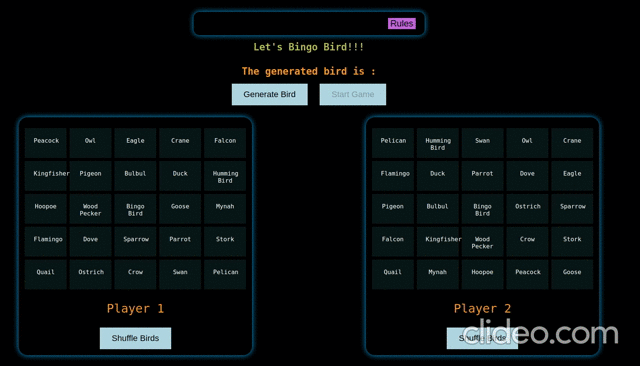 Rules
Let's Bingo Bird!!!
The generated bird is :
Generate Bird Start Game
Peacock Owl Eagle Crane Falcon
Kingfisher Pigeon Bulbul Duck Humming Bird
Hoopoe Wood Pecker Bingo Bird Goose Mynah
Flamingo Dove Sparrow Parrot Stork
Quail Ostrich Crow Swan Pelican
Player 1
Shuffle Birds
Pelican Humming Bird Swan Owl Crane
Flamingo Duck Parrot Dove Eagle
Pigeon Bulbul Bingo Bird Ostrich Sparrow
Falcon Kingfisher Wood Pecker Crow Stork
Quail Mynah Hoopoe Peacock Goose
Player 2
Shuffle Birds
clideo.com